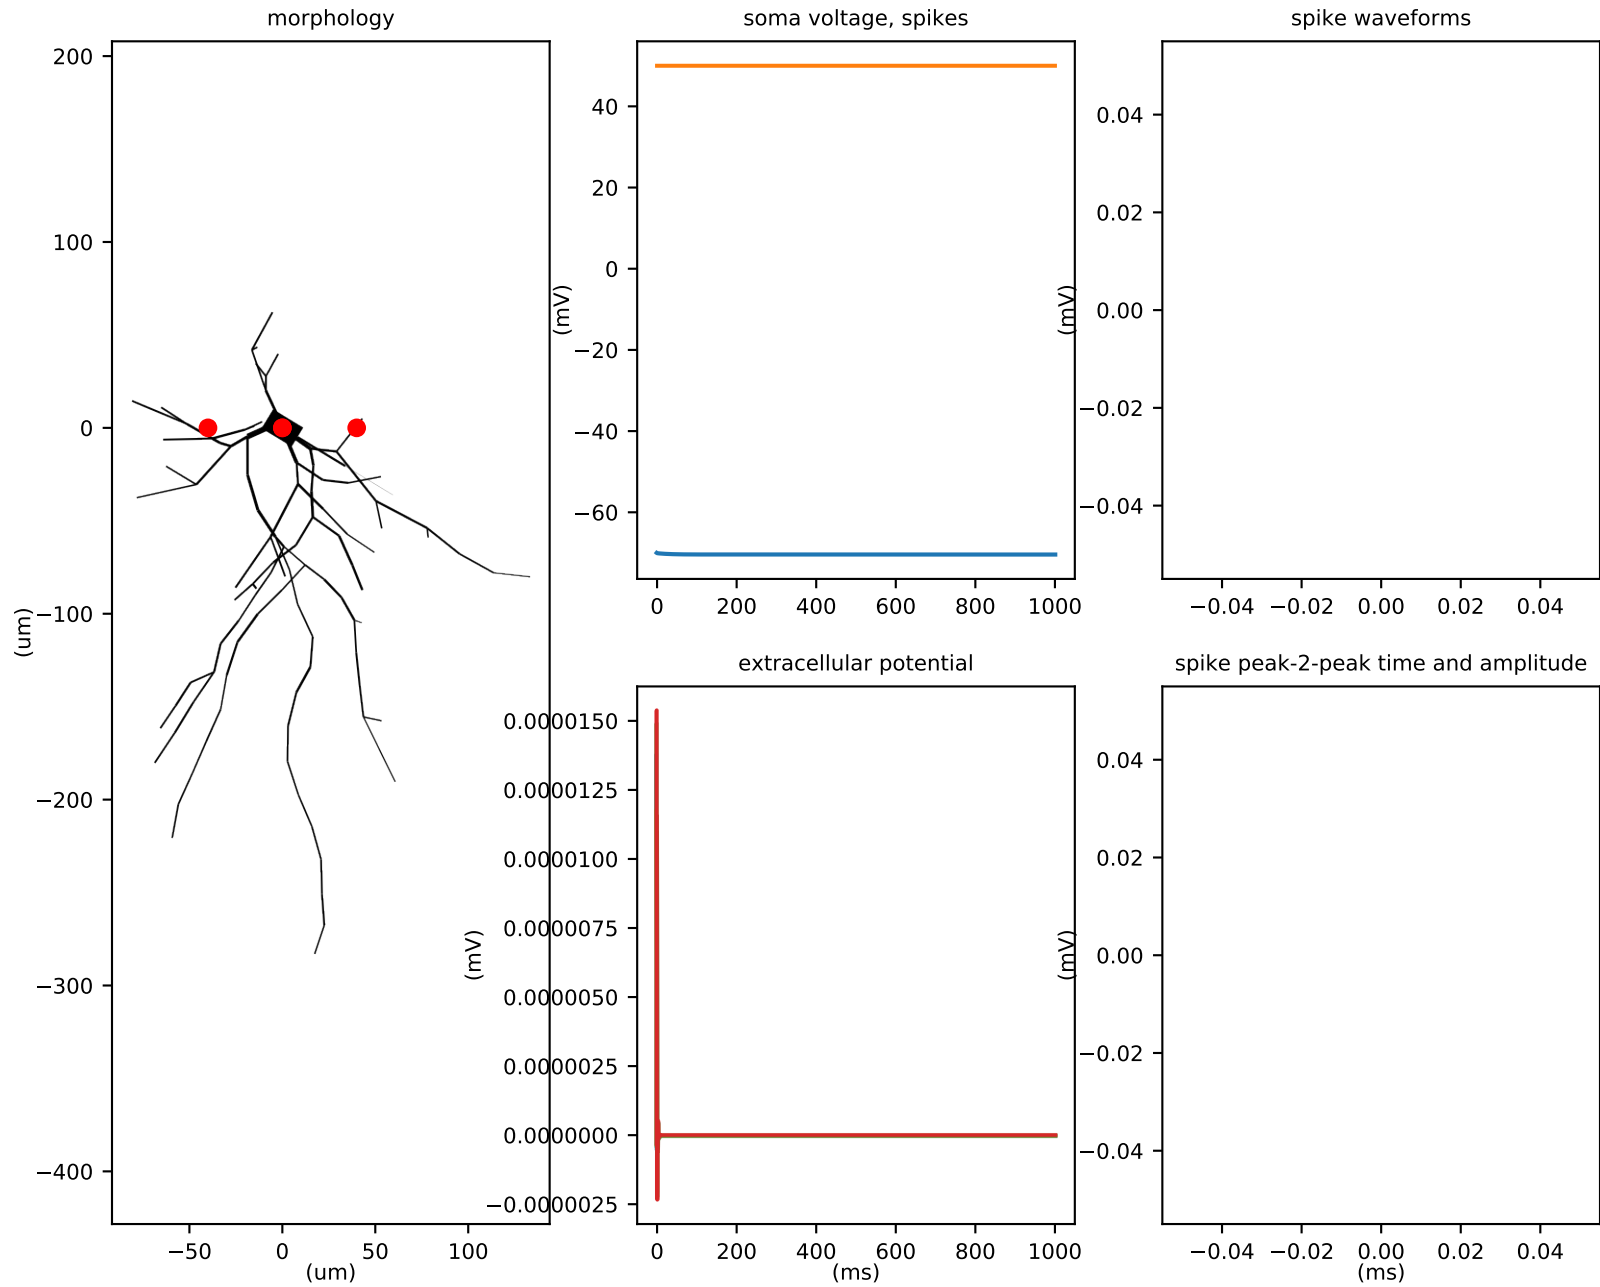 morphology
200
100
0
−100
−200
−300
−400
(um)
−50 0 50 100
(um)
soma voltage, spikes
40
20
0
−20
−40
−60
(mV)
0 200 400 600 800 1000
spike waveforms
0.04
0.02
0.00
−0.02
−0.04
(mV)
−0.04 −0.02 0.00 0.02 0.04
extracellular potential
0.0000150
0.0000125
0.0000100
0.0000075
0.0000050
0.0000025
0.0000000
−0.0000025
(mV)
0 200 400 600 800 1000
(ms)
spike peak-2-peak time and amplitude
0.04
0.02
0.00
−0.02
−0.04
(mV)
−0.04 −0.02 0.00 0.02 0.04
(ms)